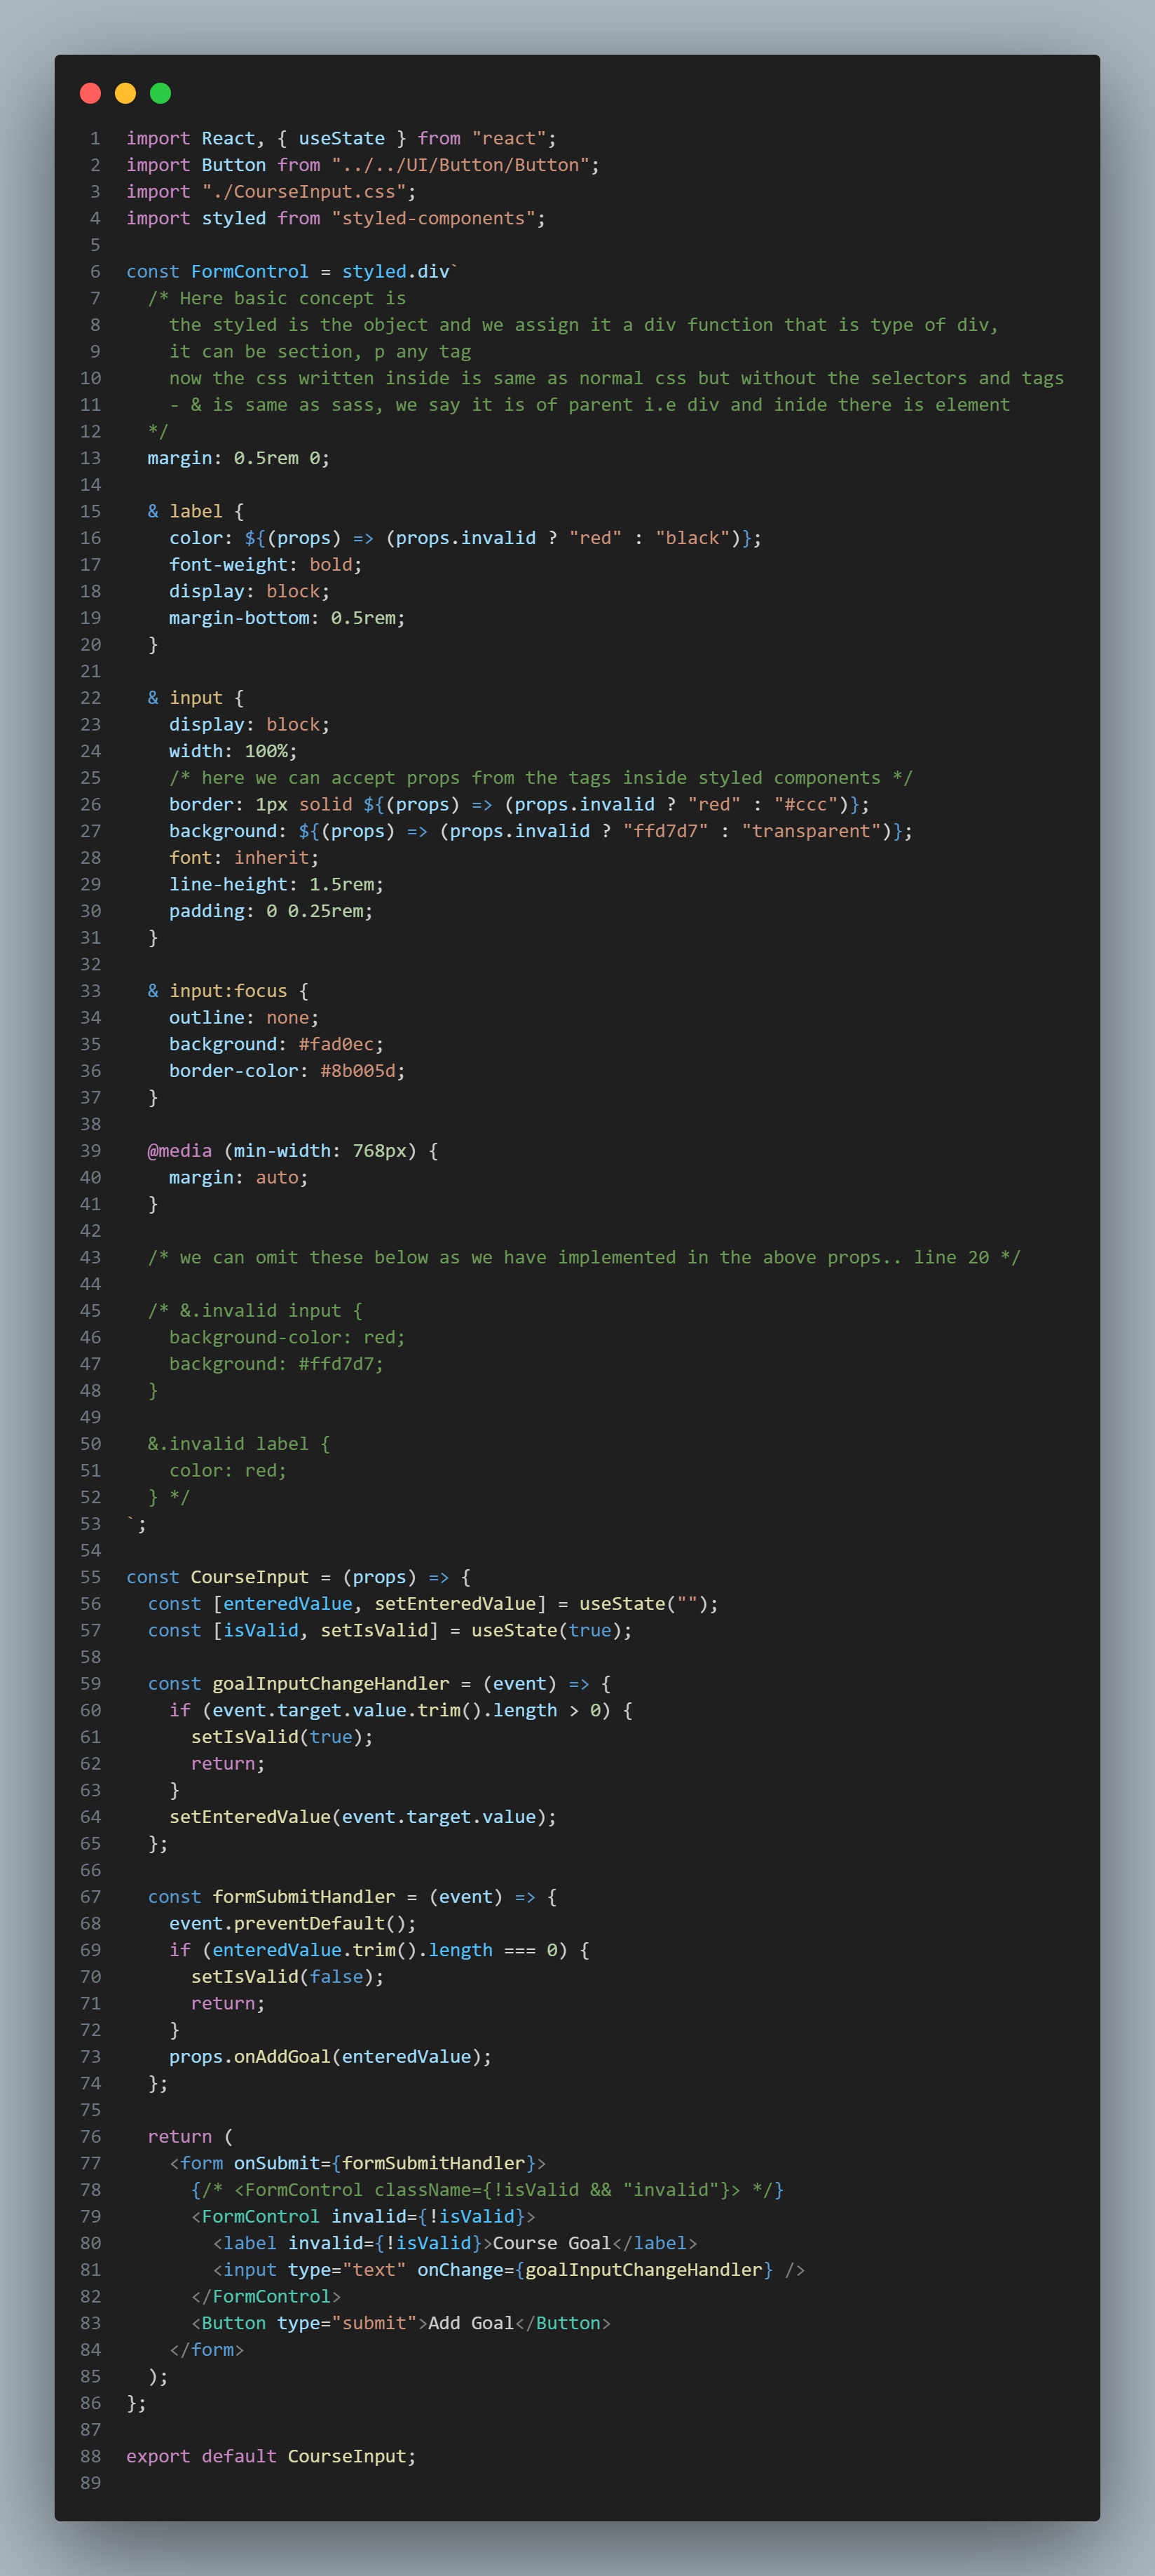 1 import React, { useState } from "react";
2 import Button from "../../UI/Button/Button";
3 import "./CourseInput.css";
4 import styled from "styled-components";
5
6 const FormControl = styled.div`
7   /* Here basic concept is
8     the styled is the object and we assign it a div function that is type of div,
9     it can be section, p any tag
10     now the css written inside is same as normal css but without the selectors and tags
11     - & is same as sass, we say it is of parent i.e div and inide there is element
12   */
13   margin: 0.5rem 0;
14
15   & label {
16     color: ${(props) => (props.invalid ? "red" : "black")};
17     font-weight: bold;
18     display: block;
19     margin-bottom: 0.5rem;
20   }
21
22   & input {
23     display: block;
24     width: 100%;
25     /* here we can accept props from the tags inside styled components */
26     border: 1px solid ${(props) => (props.invalid ? "red" : "#ccc")};
27     background: ${(props) => (props.invalid ? "ffd7d7" : "transparent")};
28     font: inherit;
29     line-height: 1.5rem;
30     padding: 0 0.25rem;
31   }
32
33   & input:focus {
34     outline: none;
35     background: #fad0ec;
36     border-color: #8b005d;
37   }
38
39   @media (min-width: 768px) {
40     margin: auto;
41   }
42
43   /* we can omit these below as we have implemented in the above props.. line 20 */
44
45   /* &.invalid input {
46     background-color: red;
47     background: #ffd7d7;
48   }
49
50   &.invalid label {
51     color: red;
52   } */
53 `;
54
55 const CourseInput = (props) => {
56   const [enteredValue, setEnteredValue] = useState("");
57   const [isValid, setIsValid] = useState(true);
58
59   const goalInputChangeHandler = (event) => {
60     if (event.target.value.trim().length > 0) {
61       setIsValid(true);
62       return;
63     }
64     setEnteredValue(event.target.value);
65   };
66
67   const formSubmitHandler = (event) => {
68     event.preventDefault();
69     if (enteredValue.trim().length === 0) {
70       setIsValid(false);
71       return;
72     }
73     props.onAddGoal(enteredValue);
74   };
75
76   return (
77     <form onSubmit={formSubmitHandler}>
78       {/* <FormControl className={!isValid && "invalid"}> */}
79       <FormControl invalid={!isValid}>
80         <label invalid={!isValid}>Course Goal</label>
81         <input type="text" onChange={goalInputChangeHandler} />
82       </FormControl>
83       <Button type="submit">Add Goal</Button>
84     </form>
85   );
86 };
87
88 export default CourseInput;
89